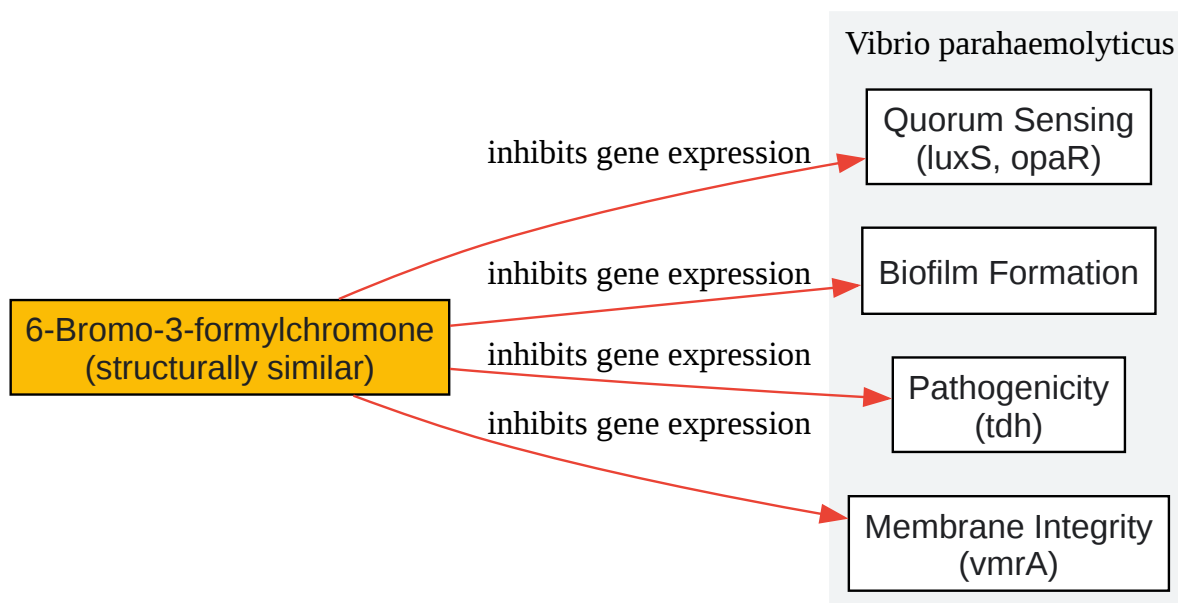 Vibrio parahaemolyticus
Quorum Sensing
(luxS, opaR)
inhibits gene expression
Biofilm Formation
inhibits gene expression
6-Bromo-3-formylchromone
(structurally similar)
inhibits gene expression
Pathogenicity
(tdh)
inhibits gene expression
Membrane Integrity
(vmrA)